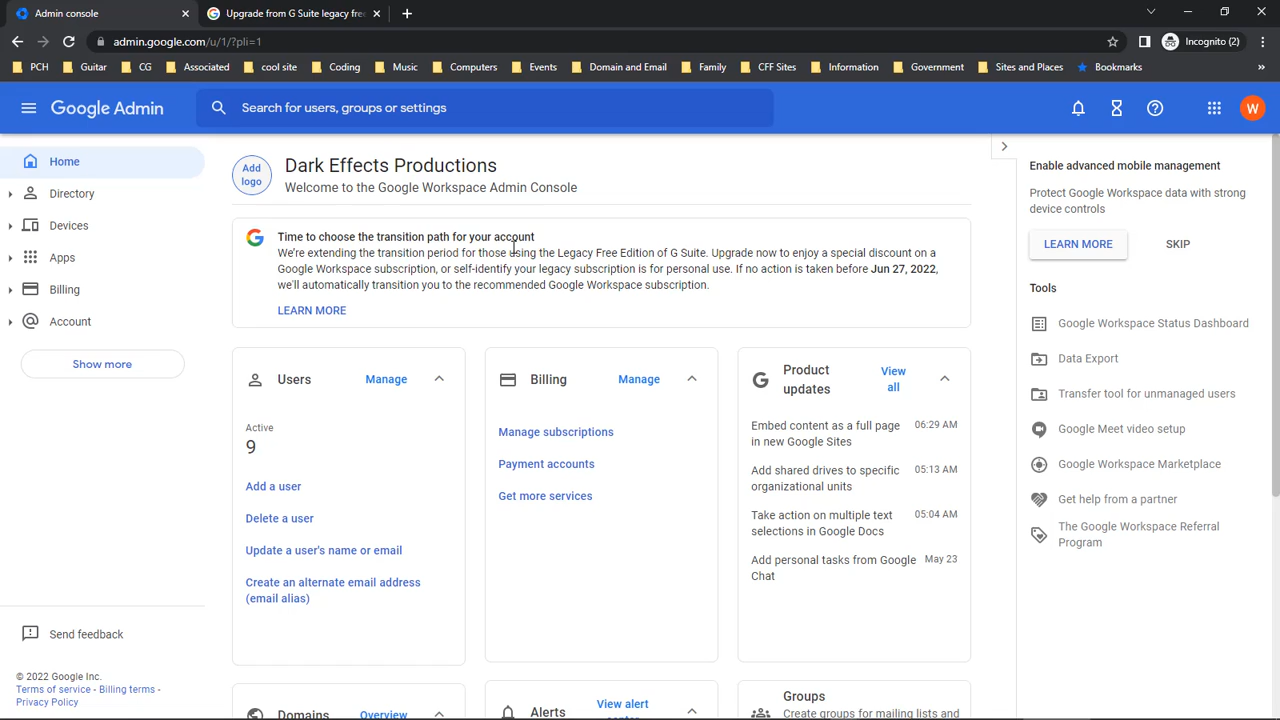 Admin console
Upgrade from G Suite legacy free
admin.google.com/u/1/?pli=1
Incognito (2)
PCH
Guitar
CG
Associated
cool site
Coding
Music
Computers
Events
Domain and Email
Family
CFF Sites
Information
Government
Sites and Places
Bookmarks
»
Google Admin
Search for users, groups or settings
W
Home
Directory
Devices
Apps
Billing
Account
Show more
Send feedback
© 2022 Google Inc.
Terms of service - Billing terms -
Privacy Policy
Add
logo
Dark Effects Productions
Welcome to the Google Workspace Admin Console
Time to choose the transition path for your account
We're extending the transition period for those using the Legacy Free Edition of G Suite. Upgrade now to enjoy a special discount on a
Google Workspace subscription, or self-identify your legacy subscription is for personal use. If no action is taken before Jun 27, 2022,
we'll automatically transition you to the recommended Google Workspace subscription.
LEARN MORE
Users
Manage
Active
9
Add a user
Delete a user
Update a user's name or email
Create an alternate email address
(email alias)
Billing
Manage
Manage subscriptions
Payment accounts
Get more services
Product
updates
View
all
Embed content as a full page
in new Google Sites
06:29 AM
Add shared drives to specific
organizational units
05:13 AM
Take action on multiple text
selections in Google Docs
05:04 AM
Add personal tasks from Google
Chat
May 23
Domains
Overview
Alerts
View alert
center
Groups
Create groups for mailing lists and
Enable advanced mobile management
Protect Google Workspace data with strong
device controls
LEARN MORE
SKIP
Tools
Google Workspace Status Dashboard
Data Export
Transfer tool for unmanaged users
Google Meet video setup
Google Workspace Marketplace
Get help from a partner
The Google Workspace Referral
Program